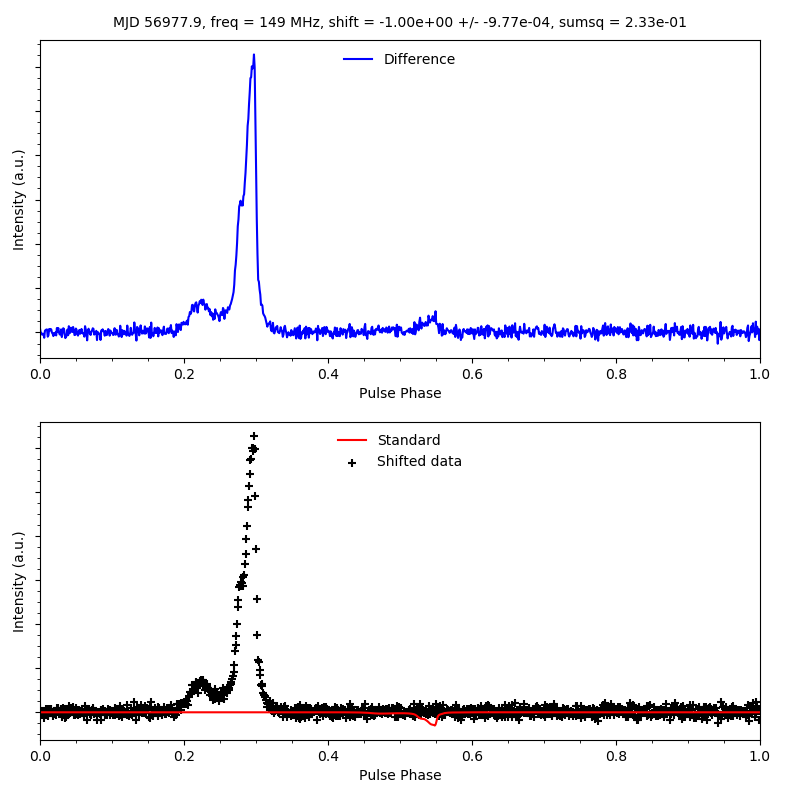 MJD 56977.9, freq = 149 MHz, shift = -1.00e+00 +/- -9.77e-04, sumsq = 2.33e-01
Difference
Intensity (a.u.)
0.0 0.2 0.4 0.6 0.8 1.0
Pulse Phase
Standard
Shifted data
Intensity (a.u.)
0.0 0.2 0.4 0.6 0.8 1.0
Pulse Phase